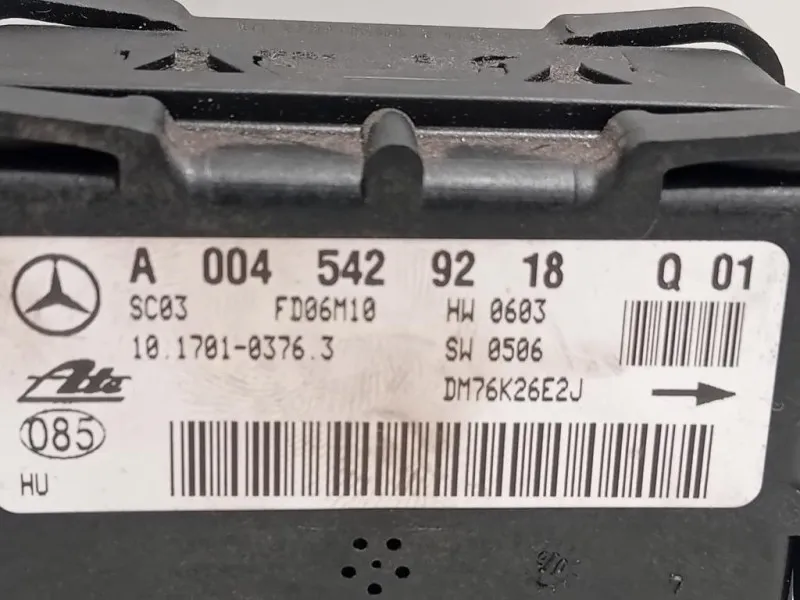 A 004 542 92 18 Q 01
SC03 FD06M10 HW 0603
10.1701-0376.3 SW 0506
Ate DM76K26E2J
085
HU